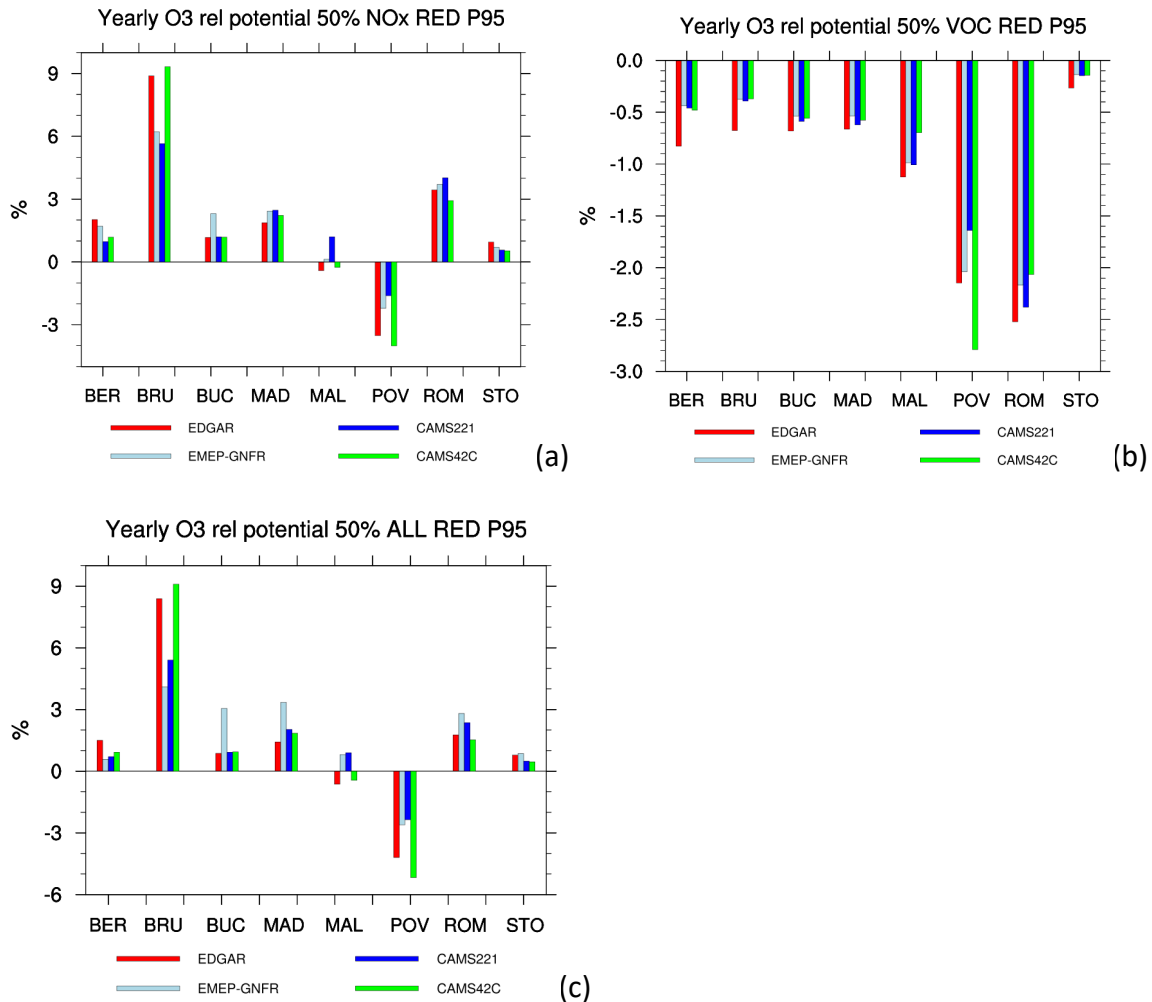 Yearly O3 rel potential 50% NOx RED P95
9
6
3
0
-3
%
BER BRU BUC MAD MAL POV ROM STO
EDGAR CAMS221
EMEP-GNFR CAMS42C
(a)
Yearly O3 rel potential 50% VOC RED P95
0.0
-0.5
-1.0
-1.5
-2.0
-2.5
-3.0
%
BER BRU BUC MAD MAL POV ROM STO
EDGAR CAMS221
EMEP-GNFR CAMS42C
(b)
Yearly O3 rel potential 50% ALL RED P95
9
6
3
0
-3
-6
%
BER BRU BUC MAD MAL POV ROM STO
EDGAR CAMS221
EMEP-GNFR CAMS42C
(c)